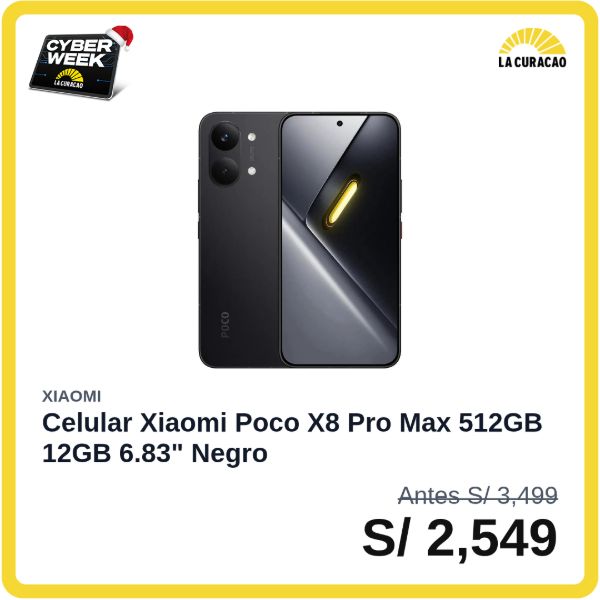 CYBER
WEEK
LA CURACAO
LA CURACAO
POCO
XIAOMI
Celular Xiaomi Poco X8 Pro Max 512GB
12GB 6.83" Negro
Antes S/ 3,499
S/ 2,549